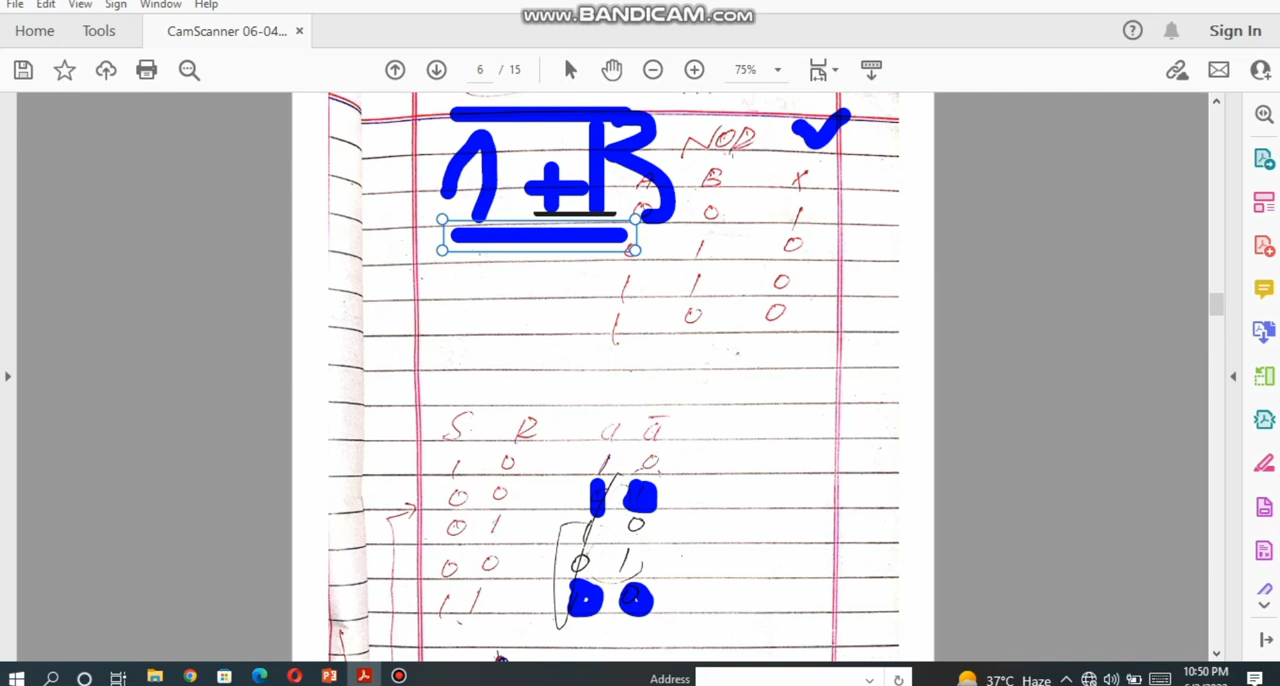 File Edit View Sign Window Help
www.BANDICAM.com
Home Tools CamScanner 06-04... × Sign In
6 / 15 75%
NOR
A B X
0 0 1
0 1 0
1 1 0
1 0 0
S R
1 0 1 0
0 0
0 1 0
0 0 0 1
1 1
Address
37°C Haze 10:50 PM